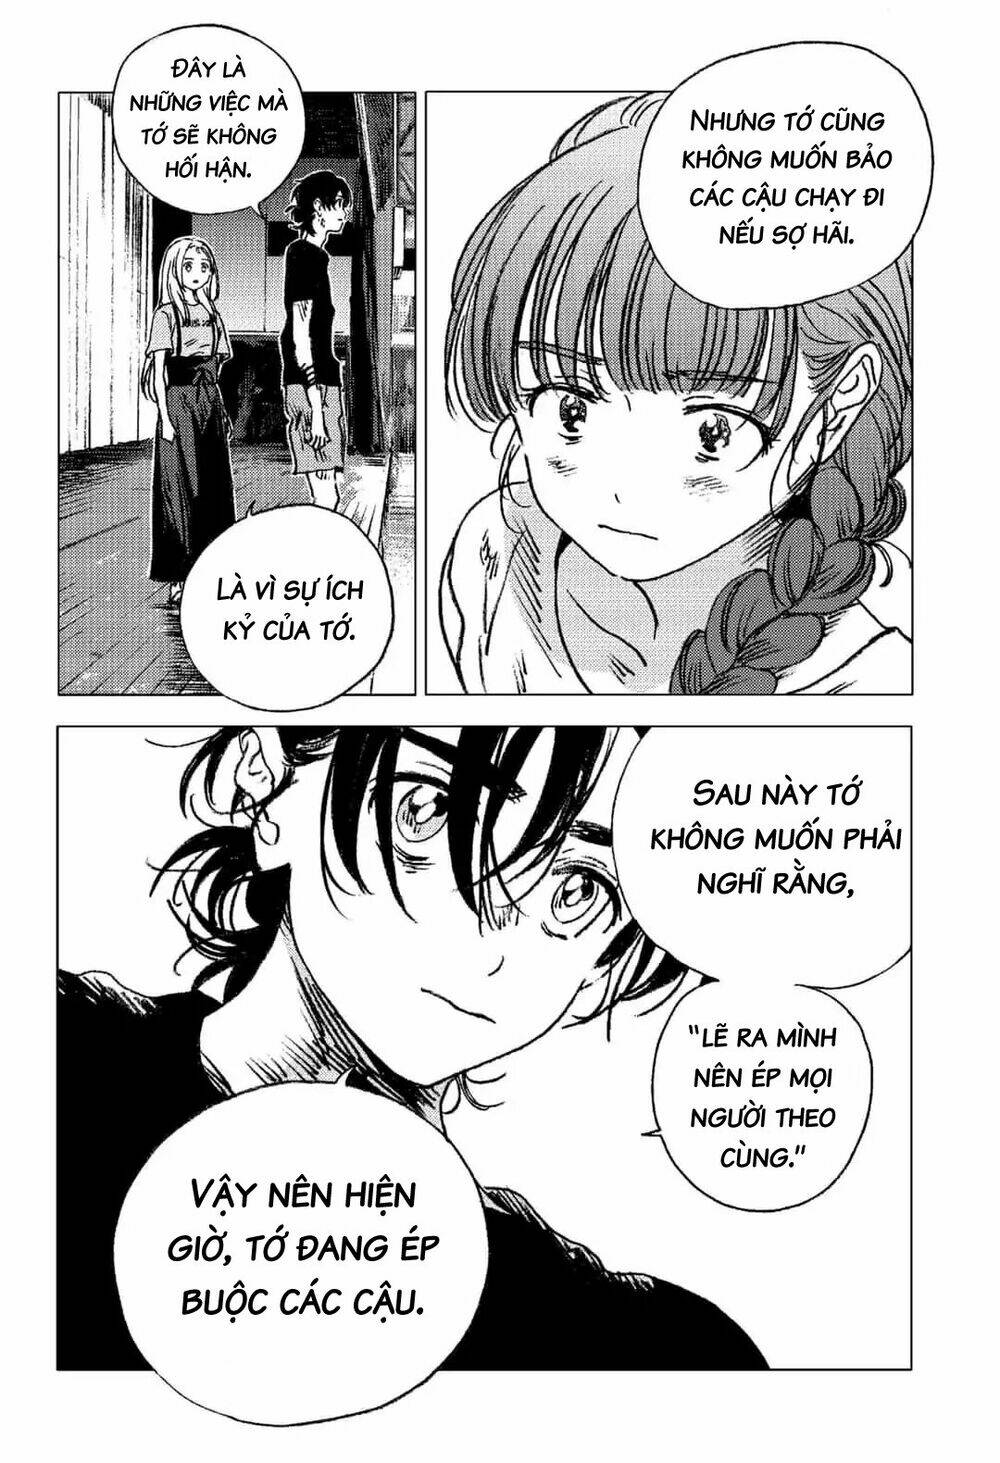 NHƯNG TỚ CŨNG
KHÔNG MUỐN BẢO
CÁC CẬU CHẠY ĐI
NẾU SỢ HÃI.
ĐÂY LÀ
NHỮNG VIỆC MÀ
TỚ SẼ KHÔNG
HỐI HẬN.
LÀ VÌ SỰ ÍCH
KỶ CỦA TỚ.
SAU NÀY TỚ
KHÔNG MUỐN PHẢI
NGHĨ RẰNG,
"LẼ RA MÌNH
NÊN ÉP MỌI
NGƯỜI THEO
CÙNG."
VẬY NÊN HIỆN
GIỜ, TỚ ĐANG ÉP
BUỘC CÁC CẬU.